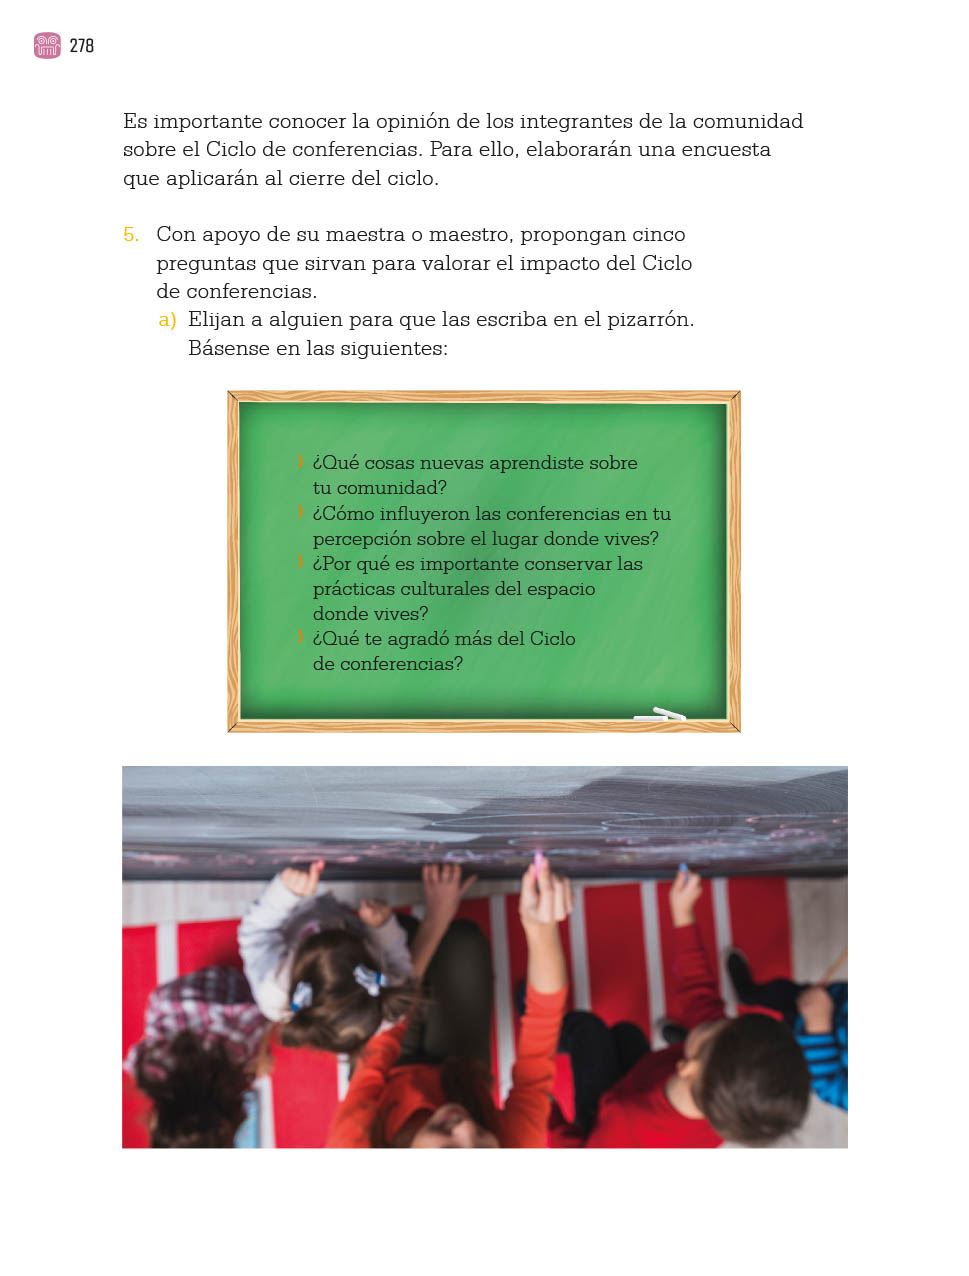 278
Es importante conocer la opinión de los integrantes de la comunidad
sobre el Ciclo de conferencias. Para ello, elaborarán una encuesta
que aplicarán al cierre del ciclo.
5. Con apoyo de su maestra o maestro, propongan cinco
preguntas que sirvan para valorar el impacto del Ciclo
de conferencias.
a) Elijan a alguien para que las escriba en el pizarrón.
Básense en las siguientes:
¿Qué cosas nuevas aprendiste sobre
tu comunidad?
¿Cómo influyeron las conferencias en tu
percepción sobre el lugar donde vives?
¿Por qué es importante conservar las
prácticas culturales del espacio
donde vives?
¿Qué te agradó más del Ciclo
de conferencias?